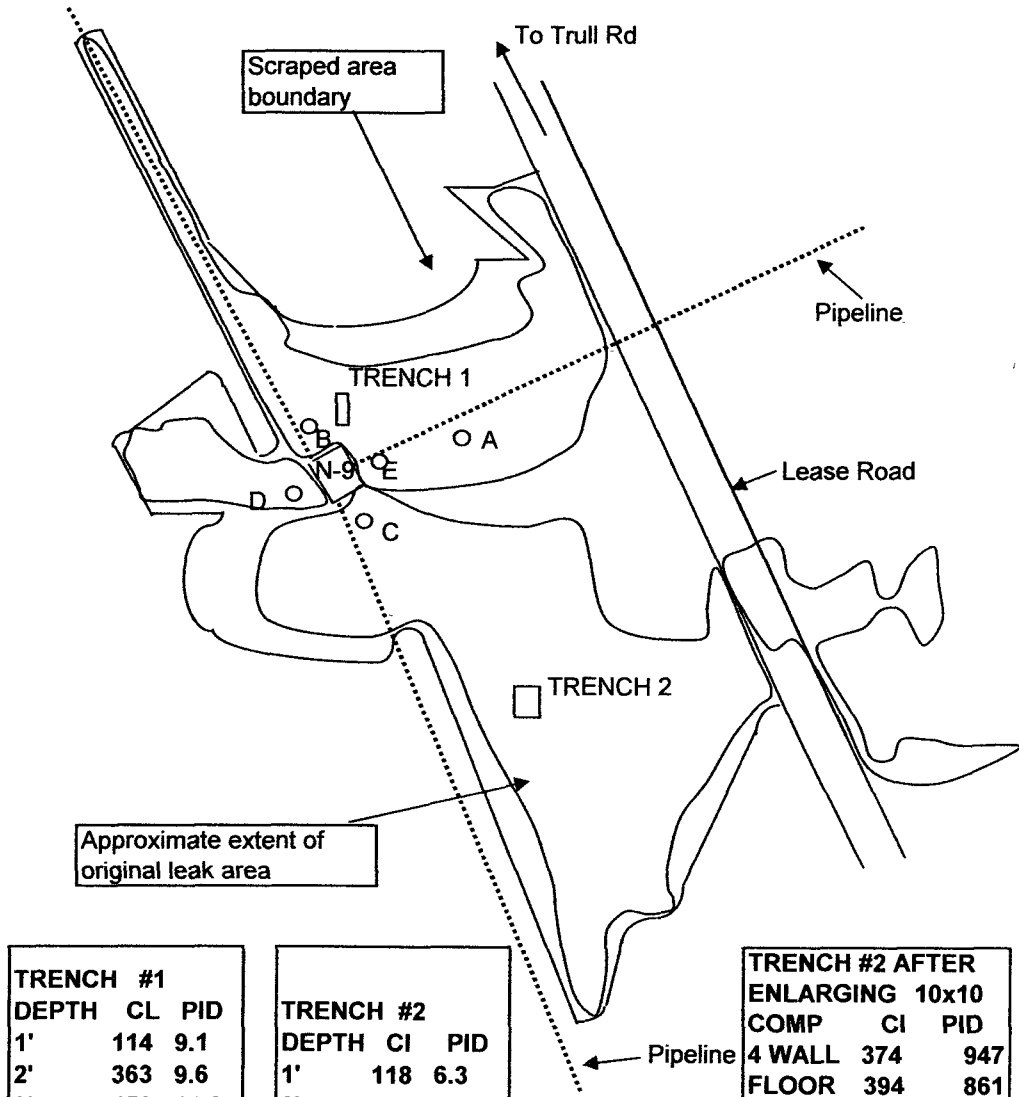 To Trull Rd
Scraped area
boundary
Pipeline
TRENCH 1
B
A
N-9
E
Lease Road
D
C
TRENCH 2
Approximate extent of
original leak area
Pipeline
TRENCH #1
DEPTH CL PID
1' 114 9.1
2' 363 9.6
TRENCH #2
DEPTH Cl PID
1' 118 6.3
TRENCH #2 AFTER
ENLARGING 10x10
COMP Cl PID
4 WALL 374 947
FLOOR 394 861